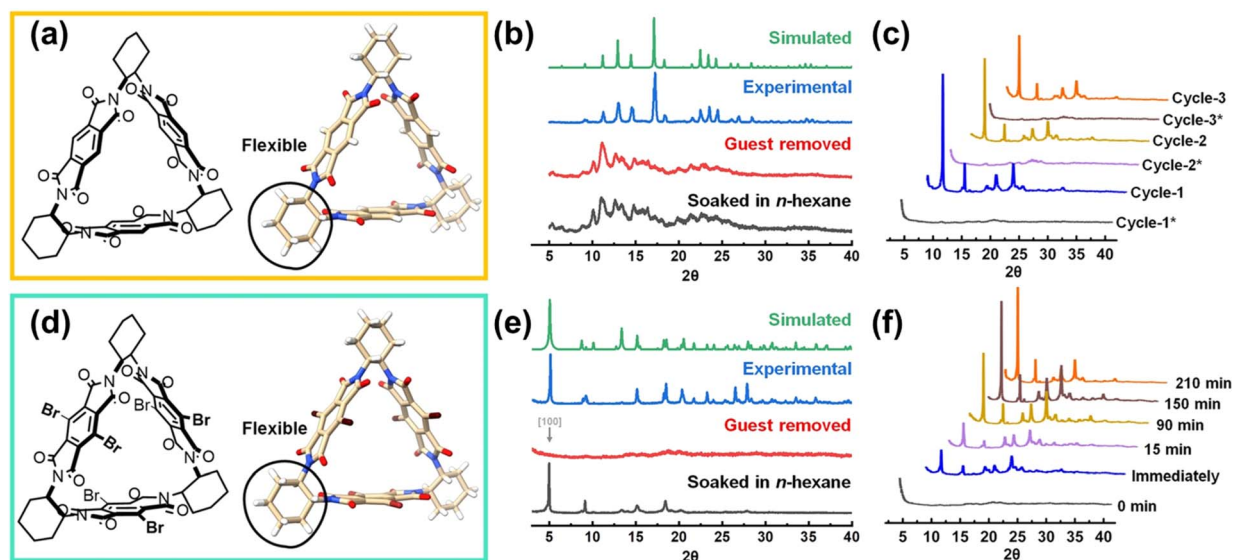 (a)
O
N
O
O
N
O
O
O
N
O
O
N
O
O
N
O
O
N
O
Flexible
(b)
Simulated
Experimental
Guest removed
Soaked in n-hexane
5 10 15 20 25 30 35 40
2θ
(c)
Cycle-3
Cycle-3*
Cycle-2
Cycle-2*
Cycle-1
Cycle-1*
5 10 15 20 25 30 35 40
2θ
(d)
O
N
O
O
N
O
Br
Br
Br
Br
O
O
N
O
O
N
O
Br
O
O
N
O
Br
O
N
O
Flexible
(e)
Simulated
Experimental
[100]
Guest removed
Soaked in n-hexane
5 10 15 20 25 30 35 40
2θ
(f)
210 min
150 min
90 min
15 min
Immediately
0 min
5 10 15 20 25 30 35 40
2θ